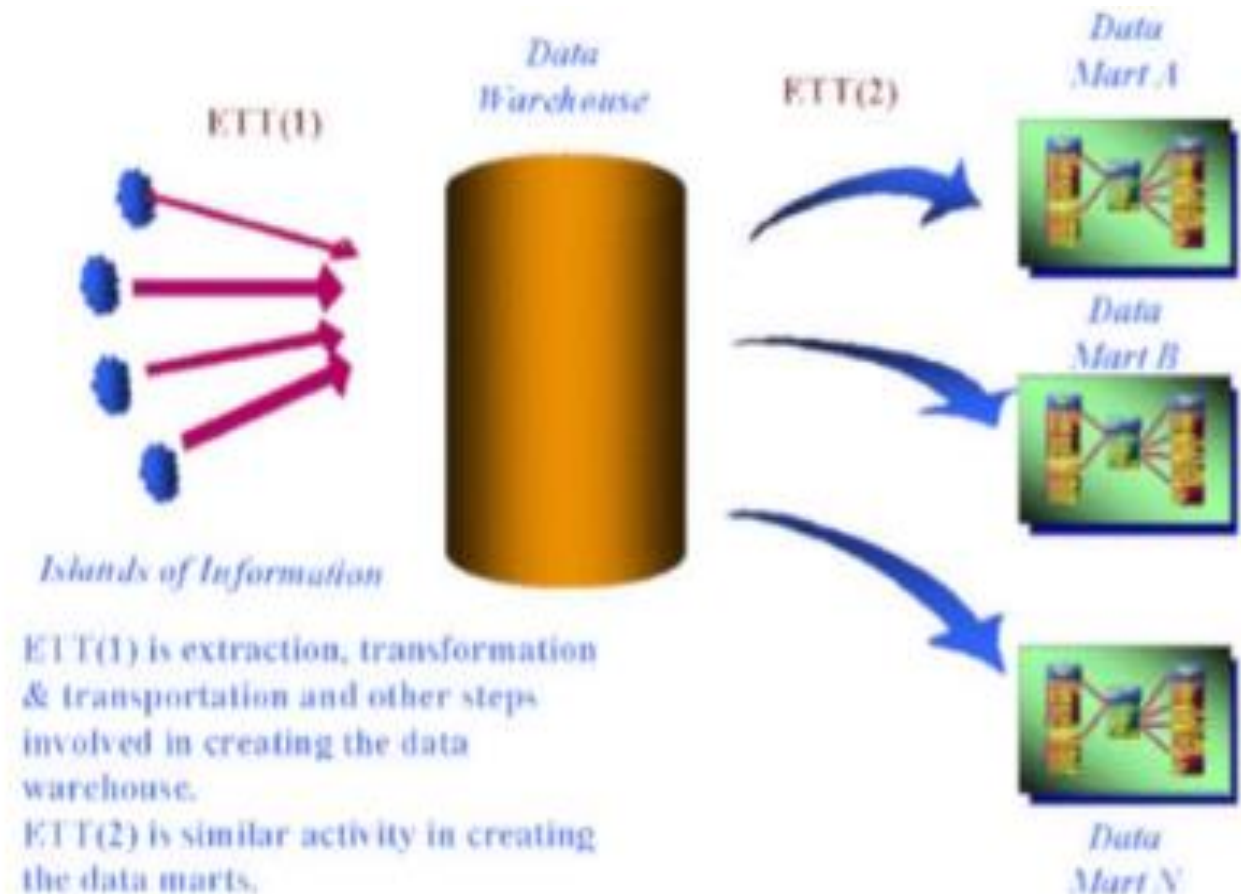 Data
Warehouse
ETT(1)
ETT(2)
Data
Mart A
Data
Mart B
Islands of Information
ETT(1) is extraction, transformation
& transportation and other steps
involved in creating the data
warehouse.
ETT(2) is similar activity in creating
the data marts.
Data
Mart N